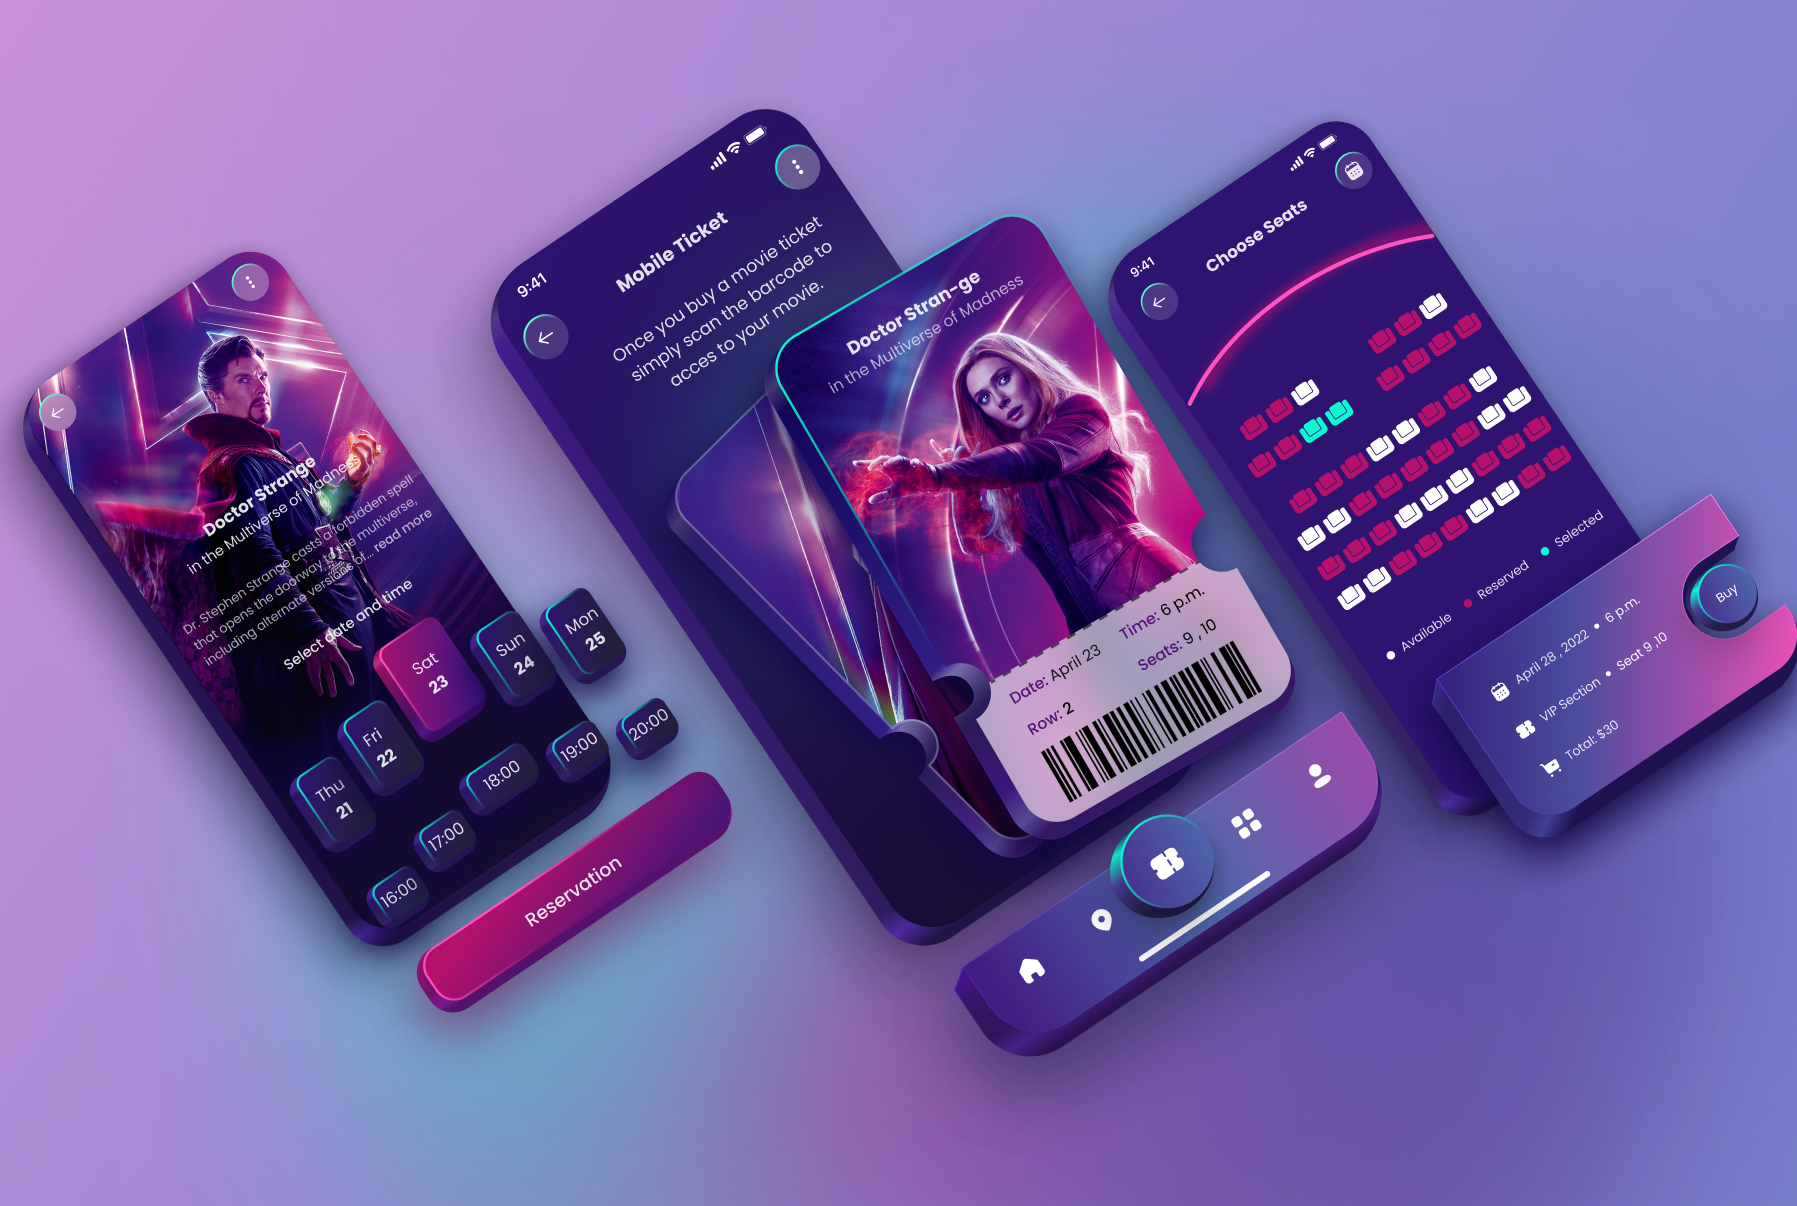 Doctor Strange
in the Multiverse of Madness
Dr. Stephen Strange casts a forbidden spell
that opens the doorway to the multiverse,
including alternate versions of... read more
Select date and time
Thu
21
Fri
22
Sat
23
Sun
24
Mon
25
16:00
17:00
18:00
19:00
20:00
Reservation
9:41
Mobile Ticket
Once you buy a movie ticket
simply scan the barcode to
acces to your movie.
Doctor Stran-ge
in the Multiverse of Madness
Date: April 23
Time: 6 p.m.
Row: 2
Seats: 9 , 10
9:41
Choose Seats
Available
Reserved
Selected
April 28 , 2022 • 6 p.m.
VIP Section • Seat 9 ,10
Total: $30
Buy